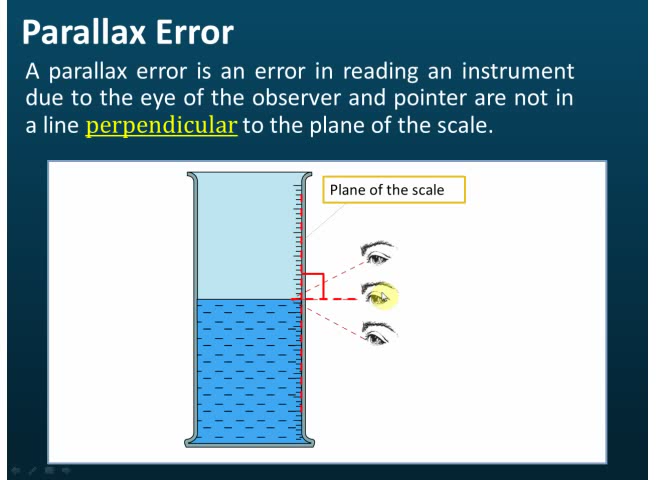 Parallax Error
A parallax error is an error in reading an instrument
due to the eye of the observer and pointer are not in
a line perpendicular to the plane of the scale.
Plane of the scale